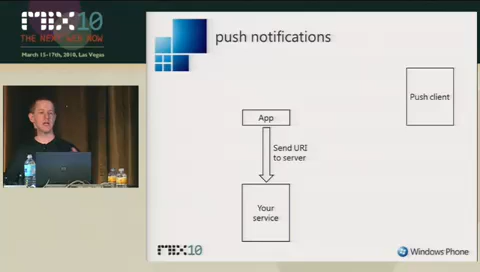 MIX10
THE NEXT WEB NOW
March 15-17th, 2010 | Las Vegas
push notifications
Push client
App
Send URI
to server
Your
service
MIX10
Windows Phone